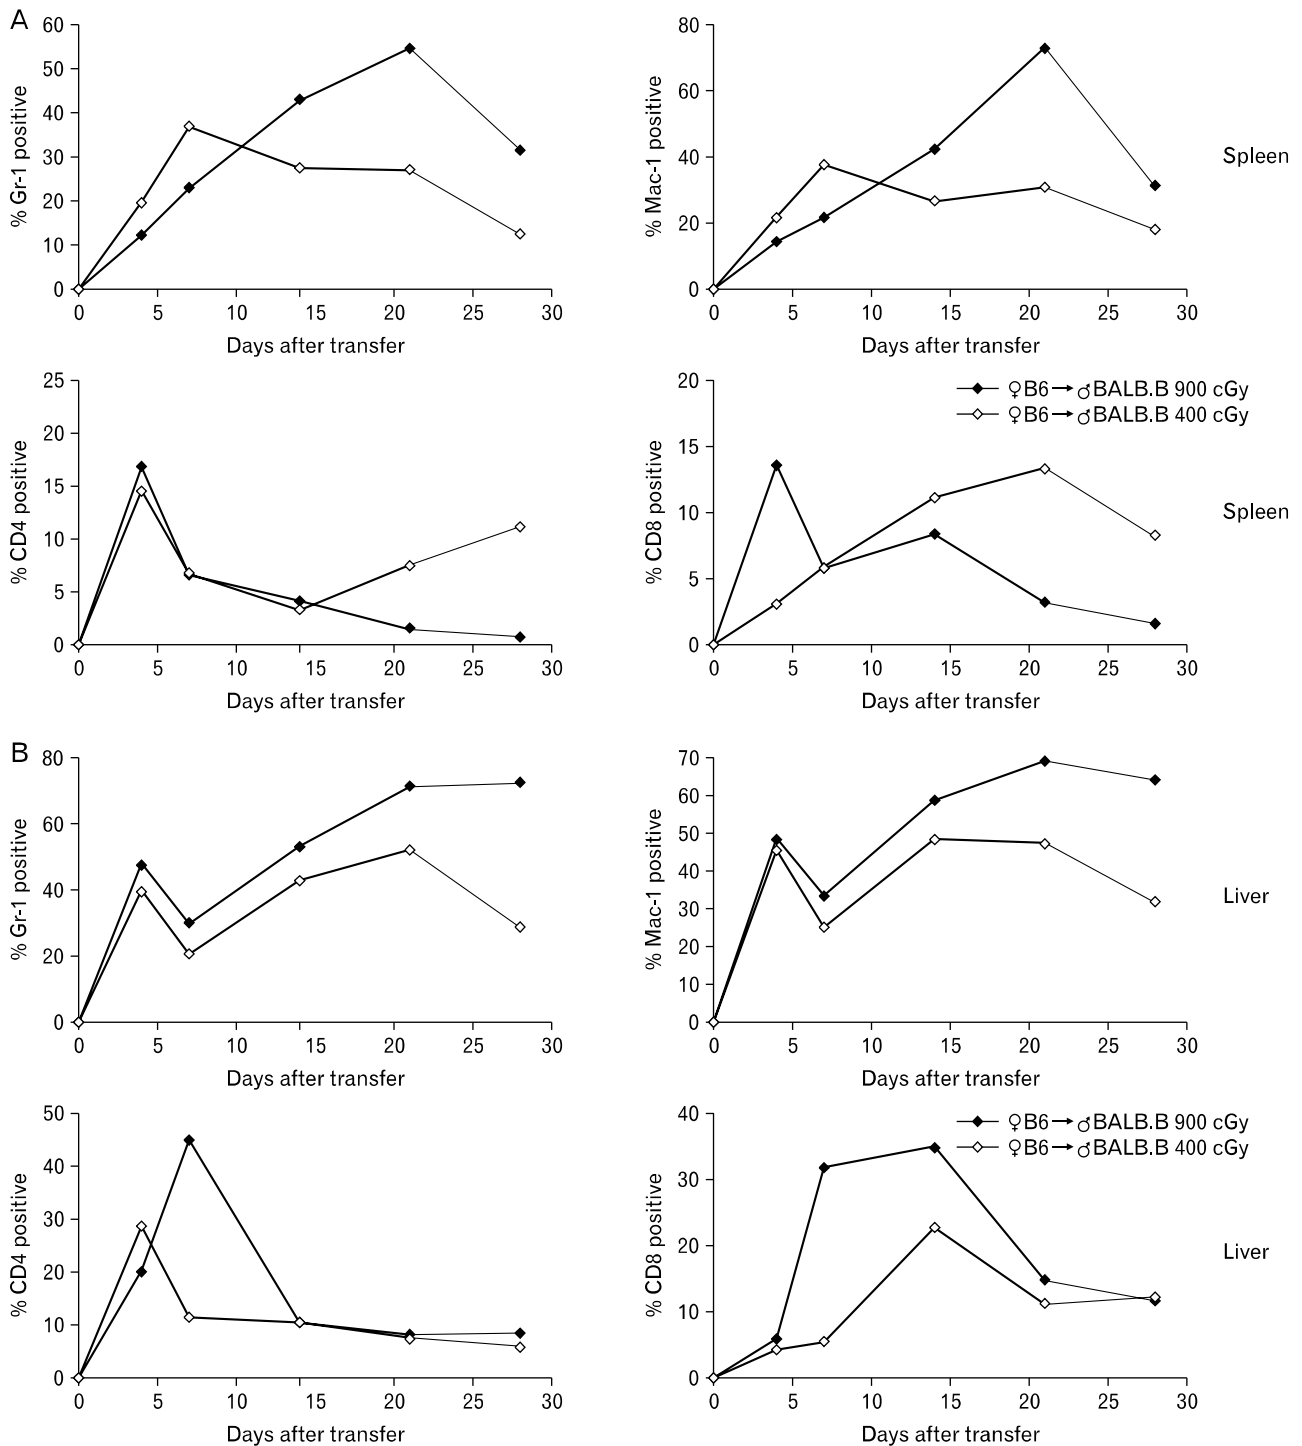 A
60
50
40
30
20
10
0
% Gr-1 positive
0 5 10 15 20 25 30
Days after transfer
80
60
40
20
0
% Mac-1 positive
0 5 10 15 20 25 30
Days after transfer
Spleen
25
20
15
10
5
0
% CD4 positive
0 5 10 15 20 25 30
Days after transfer
20
15
10
5
0
% CD8 positive
♀B6→♂BALB.B 900 cGy
♀B6→♂BALB.B 400 cGy
0 5 10 15 20 25 30
Days after transfer
Spleen
B
80
60
40
20
0
% Gr-1 positive
0 5 10 15 20 25 30
Days after transfer
70
60
50
40
30
20
10
0
% Mac-1 positive
0 5 10 15 20 25 30
Days after transfer
Liver
50
40
30
20
10
0
% CD4 positive
0 5 10 15 20 25 30
Days after transfer
40
30
20
10
0
% CD8 positive
♀B6→♂BALB.B 900 cGy
♀B6→♂BALB.B 400 cGy
0 5 10 15 20 25 30
Days after transfer
Liver